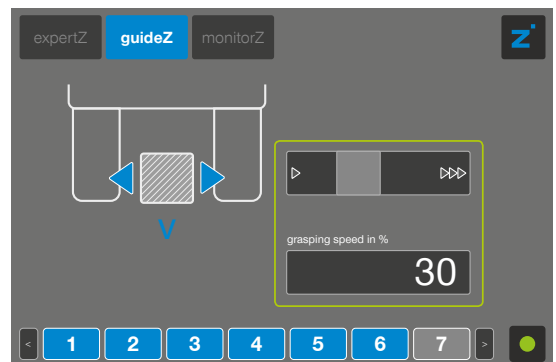 expertZ guideZ monitorZ Z
V
grasping speed in %
30
< 1 2 3 4 5 6 7 >